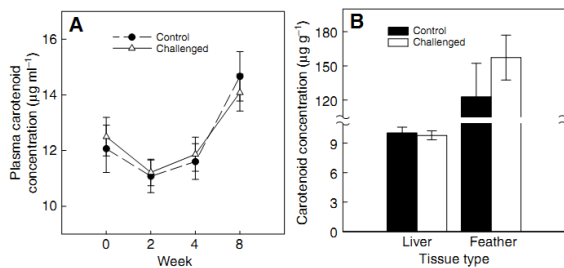 A
Control
Challenged
Plasma carotenoid
concentration (µg ml–1)
16
14
12
10
0 2 4 8
Week
B
Control
Challenged
Carotenoid concentration (µg g–1)
180
150
120
9
6
3
0
Liver Feather
Tissue type